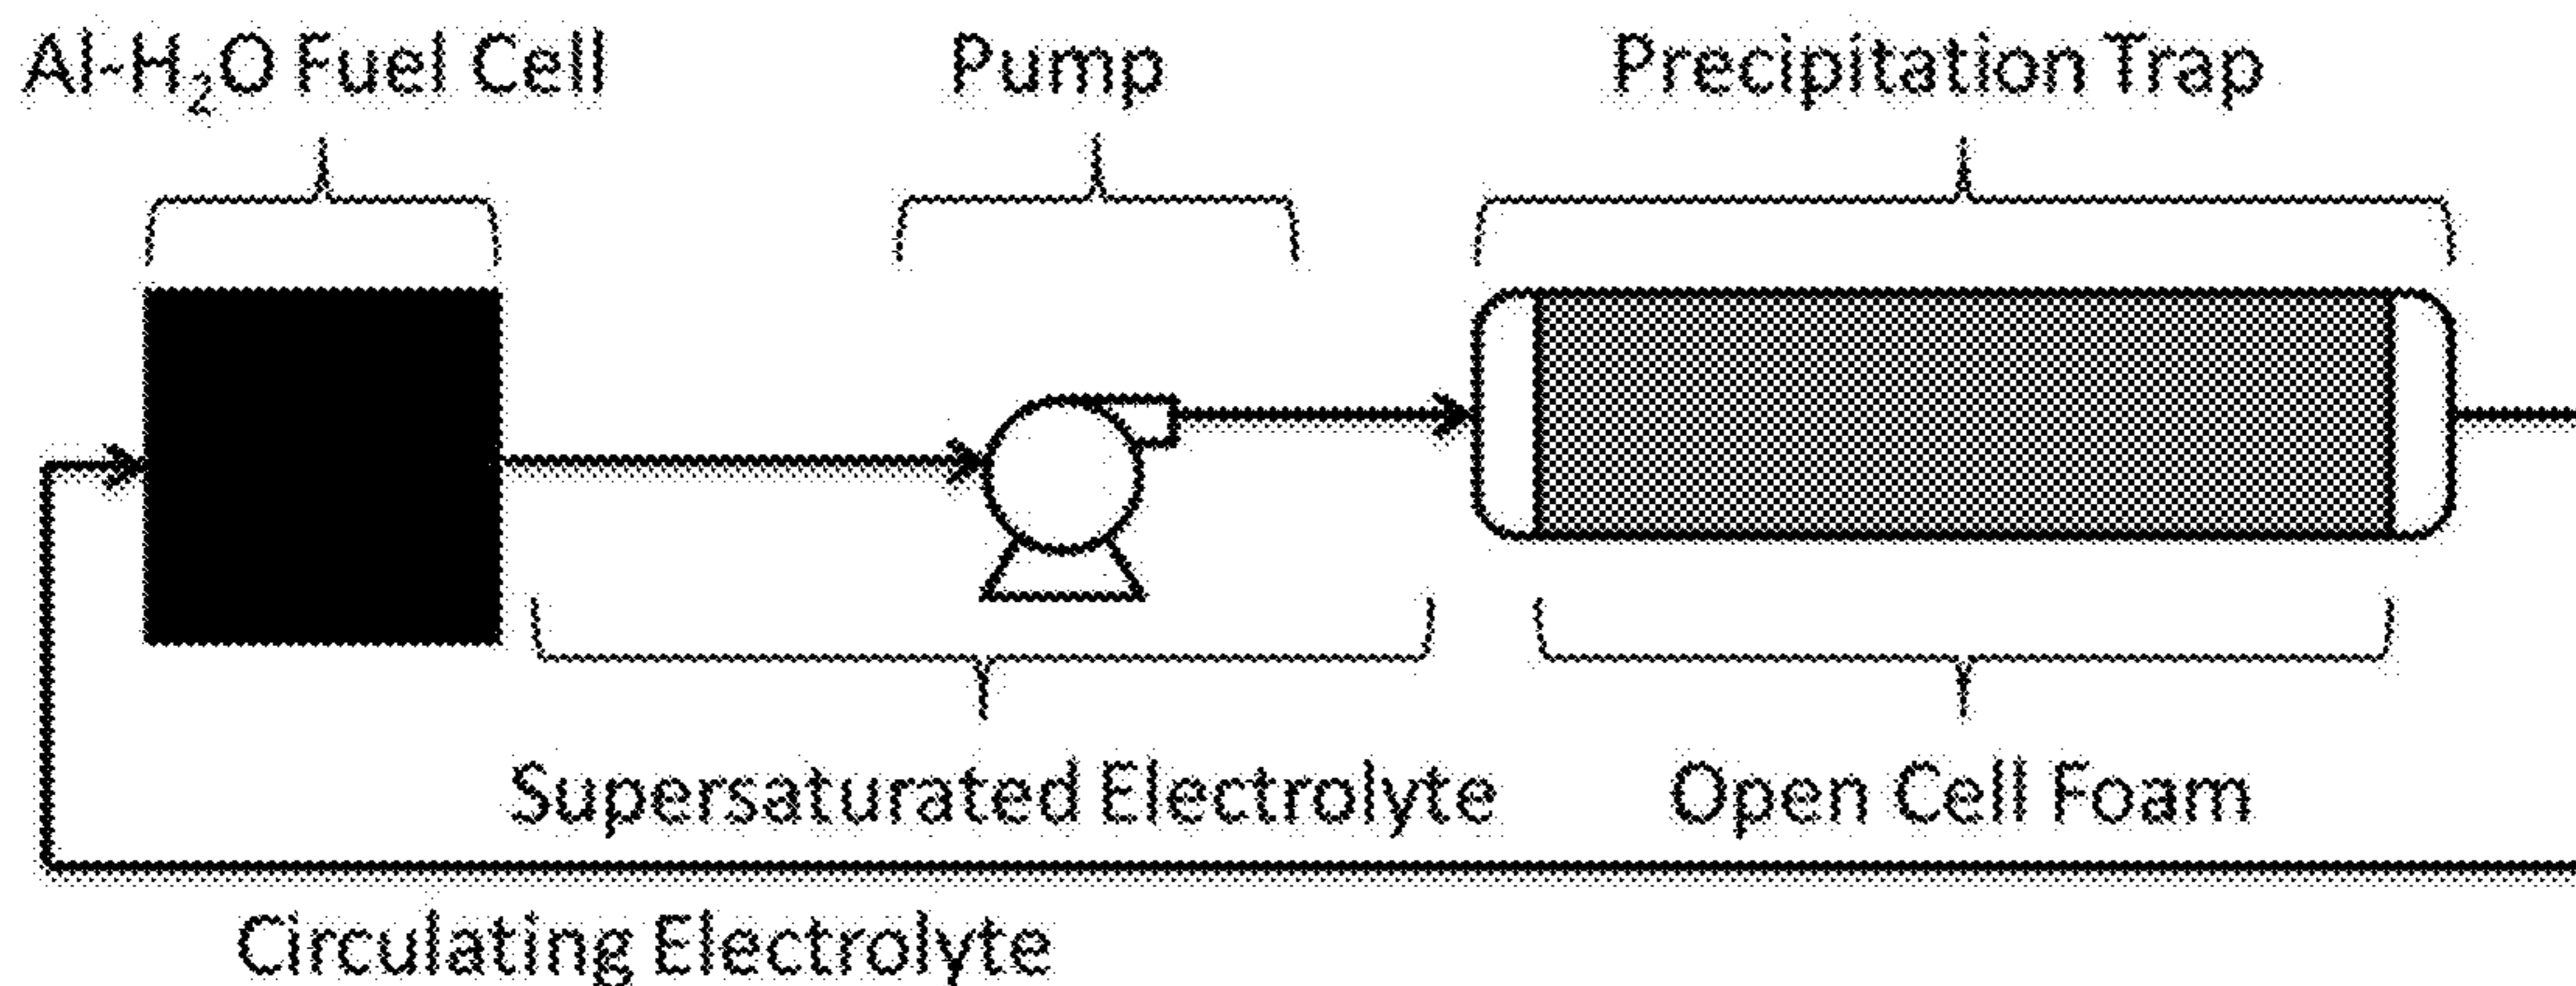 Al-H₂O Fuel Cell
Pump
Precipitation Trap
Supersaturated Electrolyte
Open Cell Foam
Circulating Electrolyte